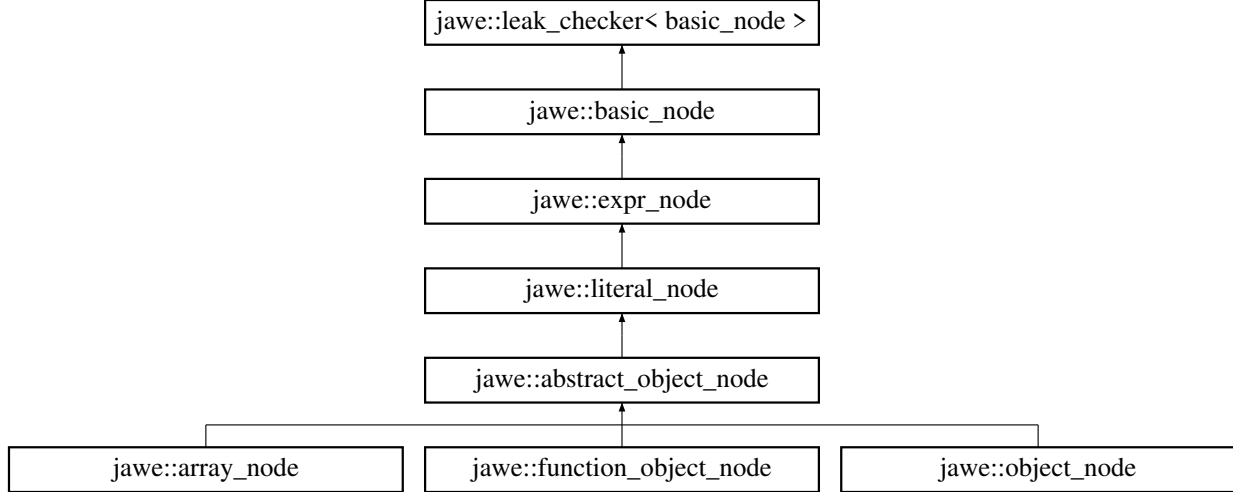 jawe::leak_checker< basic_node >
jawe::basic_node
jawe::expr_node
jawe::literal_node
jawe::abstract_object_node
jawe::array_node
jawe::function_object_node
jawe::object_node